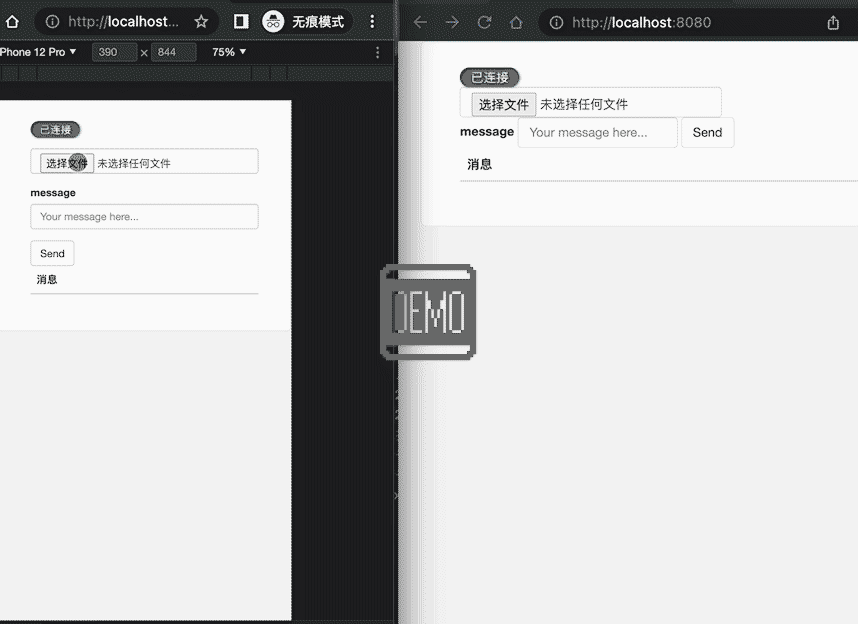 http://localhost...
无痕模式
Phone 12 Pro ▼ 390 × 844 75% ▼
已连接
选择文件 未选择任何文件
message
Your message here...
Send
消息
http://localhost:8080
已连接
选择文件 未选择任何文件
message Your message here... Send
消息
DEMO